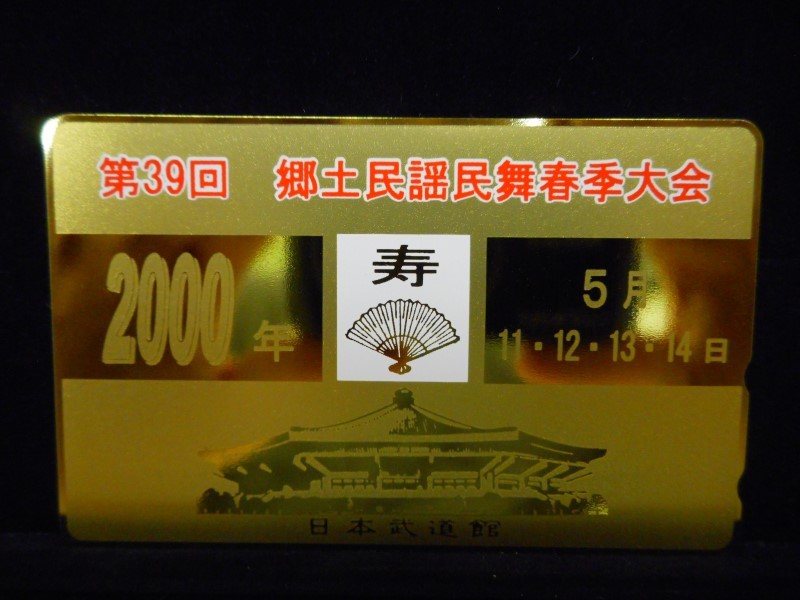 第39回 郷土民謡民舞春季大会
2000年
寿
5月
11・12・13・14日
日本武道館